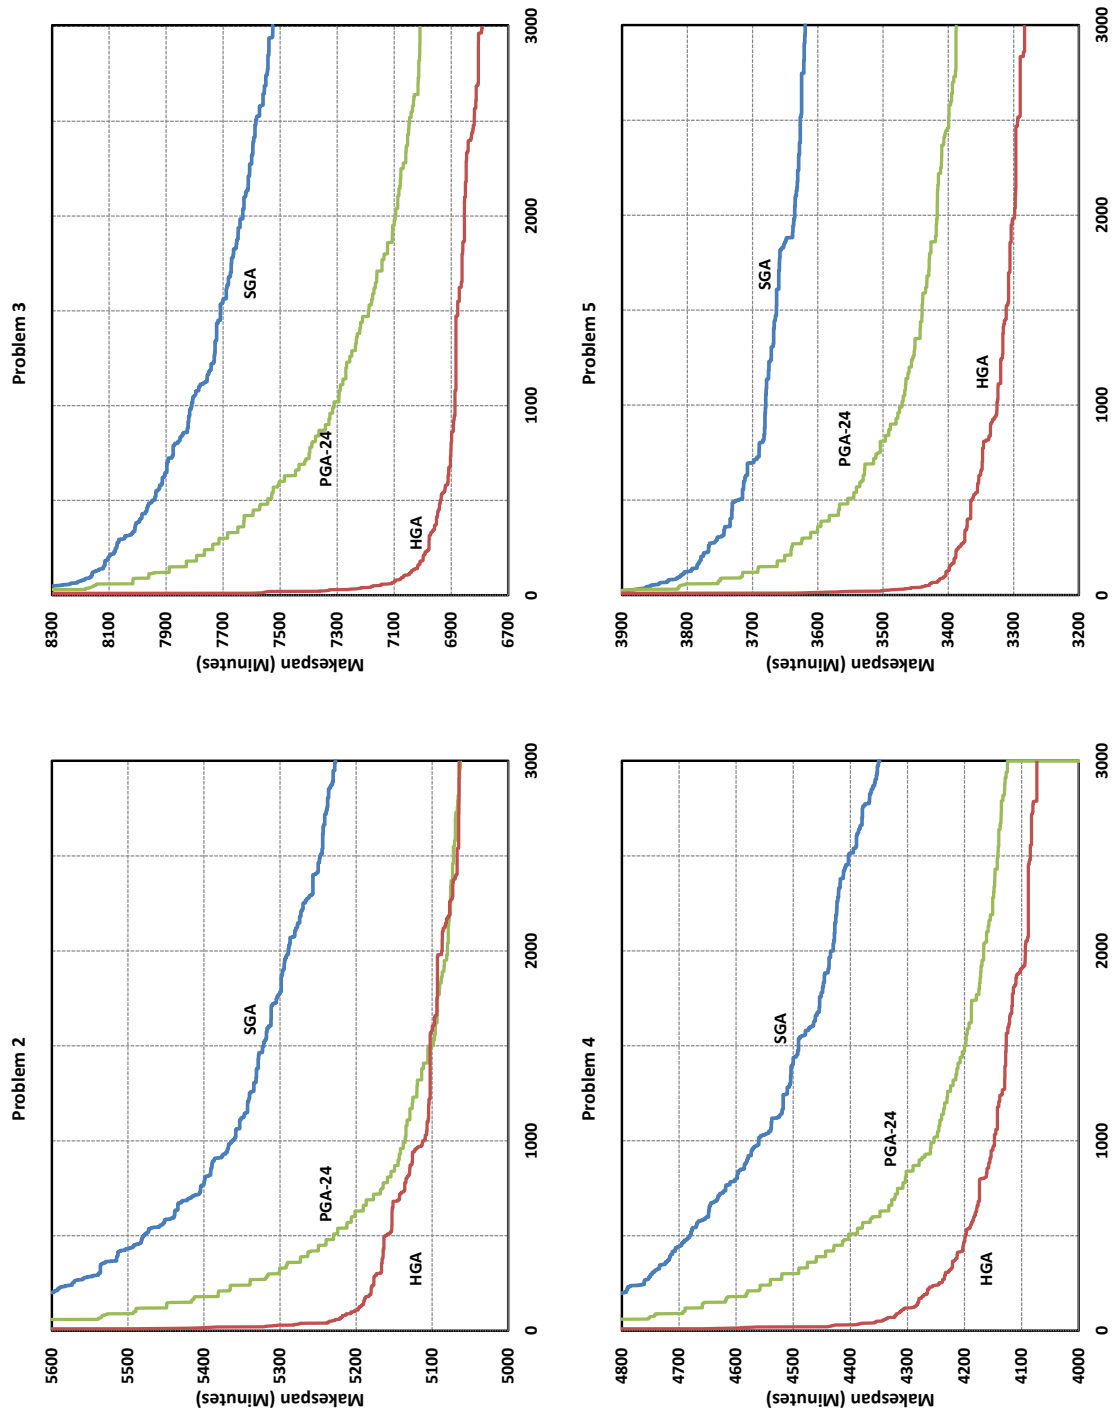 Problem 2
5600
5500
5400
5300
5200
5100
5000
Makespan (Minutes)
SGA
PGA-24
HGA
0
1000
2000
3000
Problem 3
8300
8100
7900
7700
7500
7300
7100
6900
6700
Makespan (Minutes)
SGA
PGA-24
HGA
0
1000
2000
3000
Problem 4
4800
4700
4600
4500
4400
4300
4200
4100
4000
Makespan (Minutes)
SGA
PGA-24
HGA
0
1000
2000
3000
Problem 5
3900
3800
3700
3600
3500
3400
3300
3200
Makespan (Minutes)
SGA
PGA-24
HGA
0
1000
2000
3000